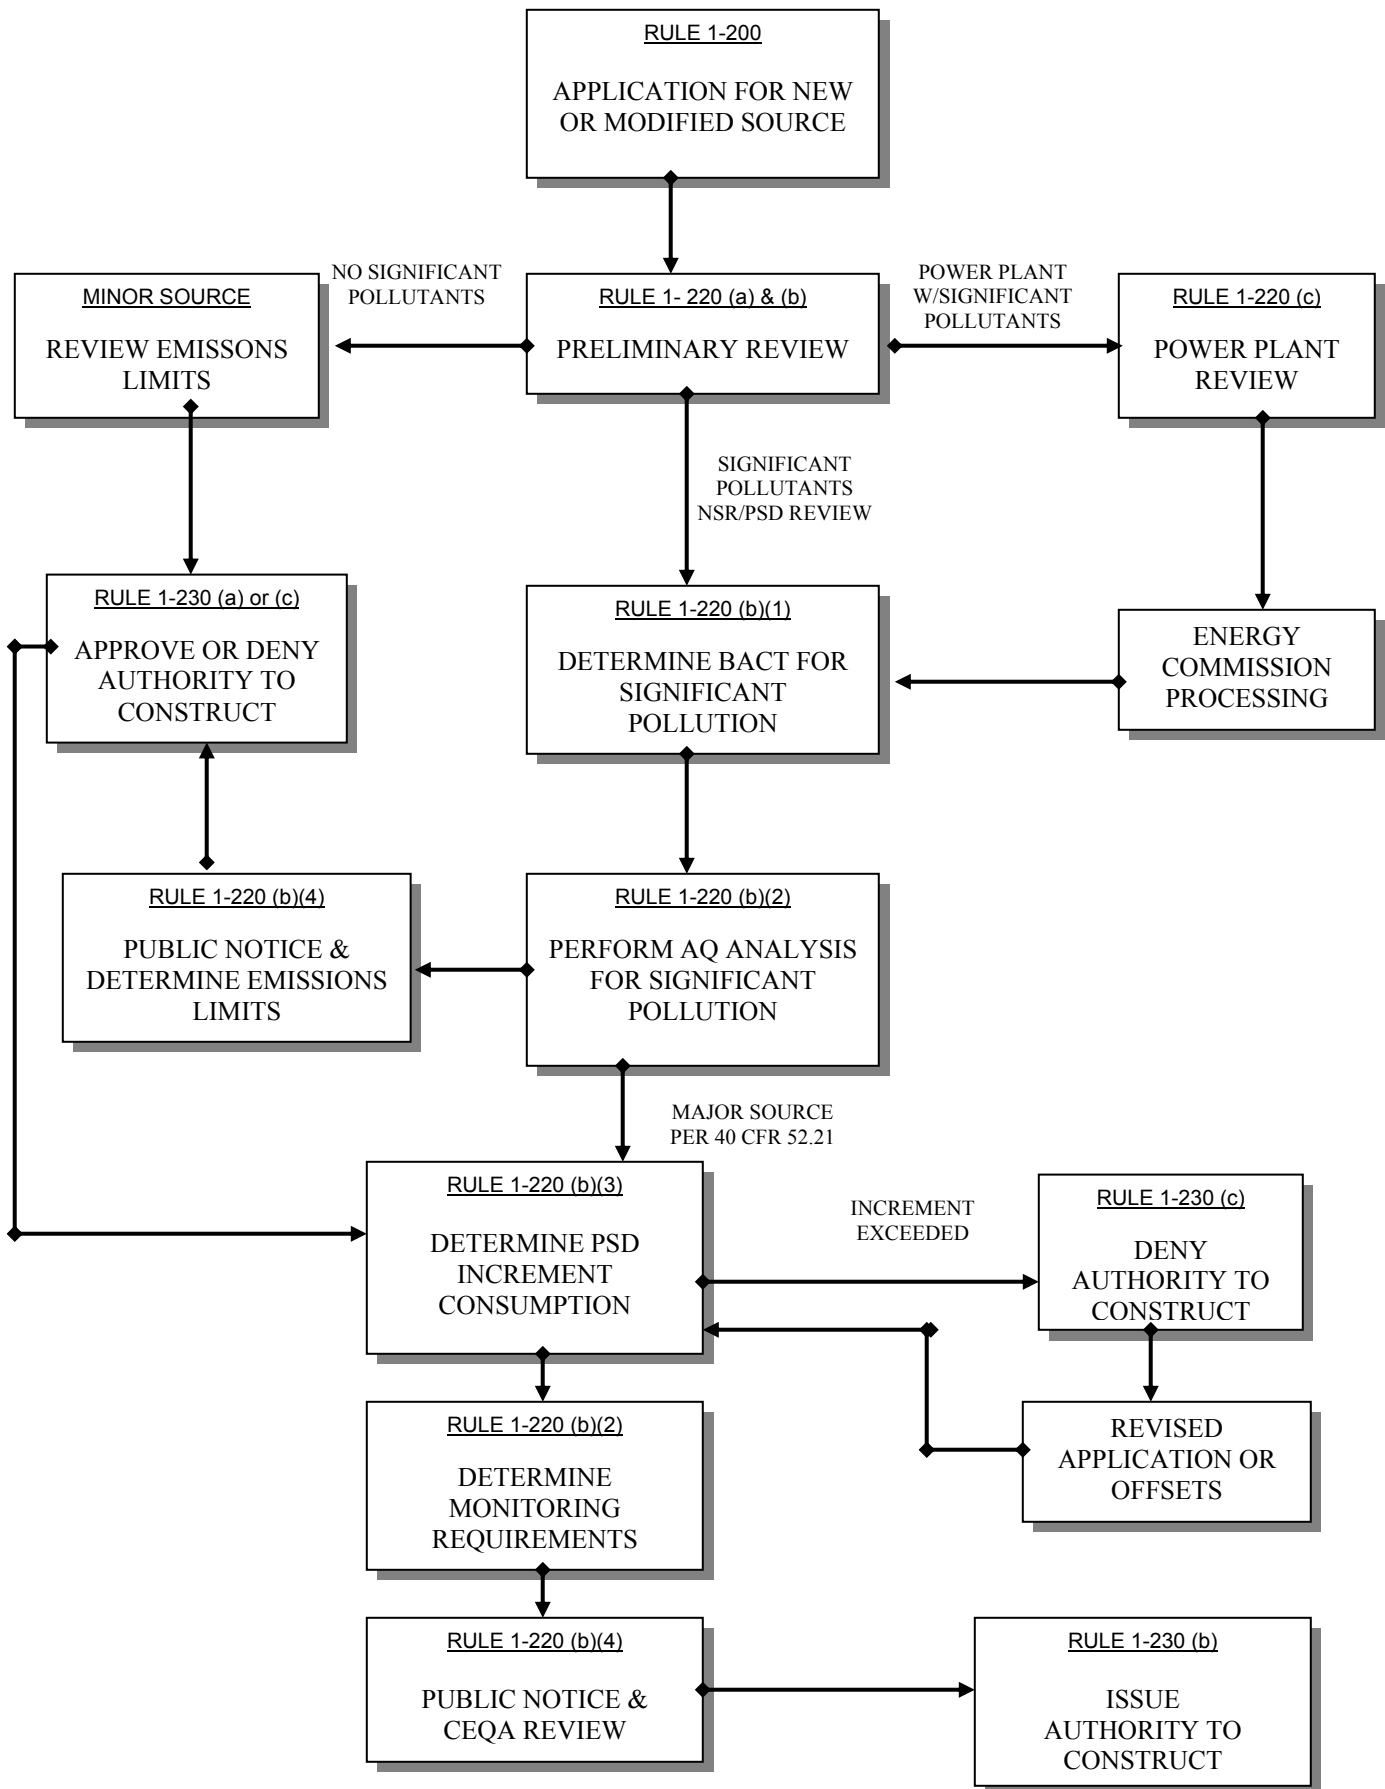 RULE 1-200
APPLICATION FOR NEW
OR MODIFIED SOURCE
NO SIGNIFICANT
POLLUTANTS
POWER PLANT
W/SIGNIFICANT
POLLUTANTS
MINOR SOURCE
REVIEW EMISSONS
LIMITS
RULE 1- 220 (a) & (b)
PRELIMINARY REVIEW
RULE 1-220 (c)
POWER PLANT
REVIEW
SIGNIFICANT
POLLUTANTS
NSR/PSD REVIEW
RULE 1-230 (a) or (c)
APPROVE OR DENY
AUTHORITY TO
CONSTRUCT
RULE 1-220 (b)(1)
DETERMINE BACT FOR
SIGNIFICANT
POLLUTION
ENERGY
COMMISSION
PROCESSING
RULE 1-220 (b)(4)
PUBLIC NOTICE &
DETERMINE EMISSIONS
LIMITS
RULE 1-220 (b)(2)
PERFORM AQ ANALYSIS
FOR SIGNIFICANT
POLLUTION
MAJOR SOURCE
PER 40 CFR 52.21
RULE 1-220 (b)(3)
DETERMINE PSD
INCREMENT
CONSUMPTION
INCREMENT
EXCEEDED
RULE 1-230 (c)
DENY
AUTHORITY TO
CONSTRUCT
RULE 1-220 (b)(2)
DETERMINE
MONITORING
REQUIREMENTS
REVISED
APPLICATION OR
OFFSETS
RULE 1-220 (b)(4)
PUBLIC NOTICE &
CEQA REVIEW
RULE 1-230 (b)
ISSUE
AUTHORITY TO
CONSTRUCT